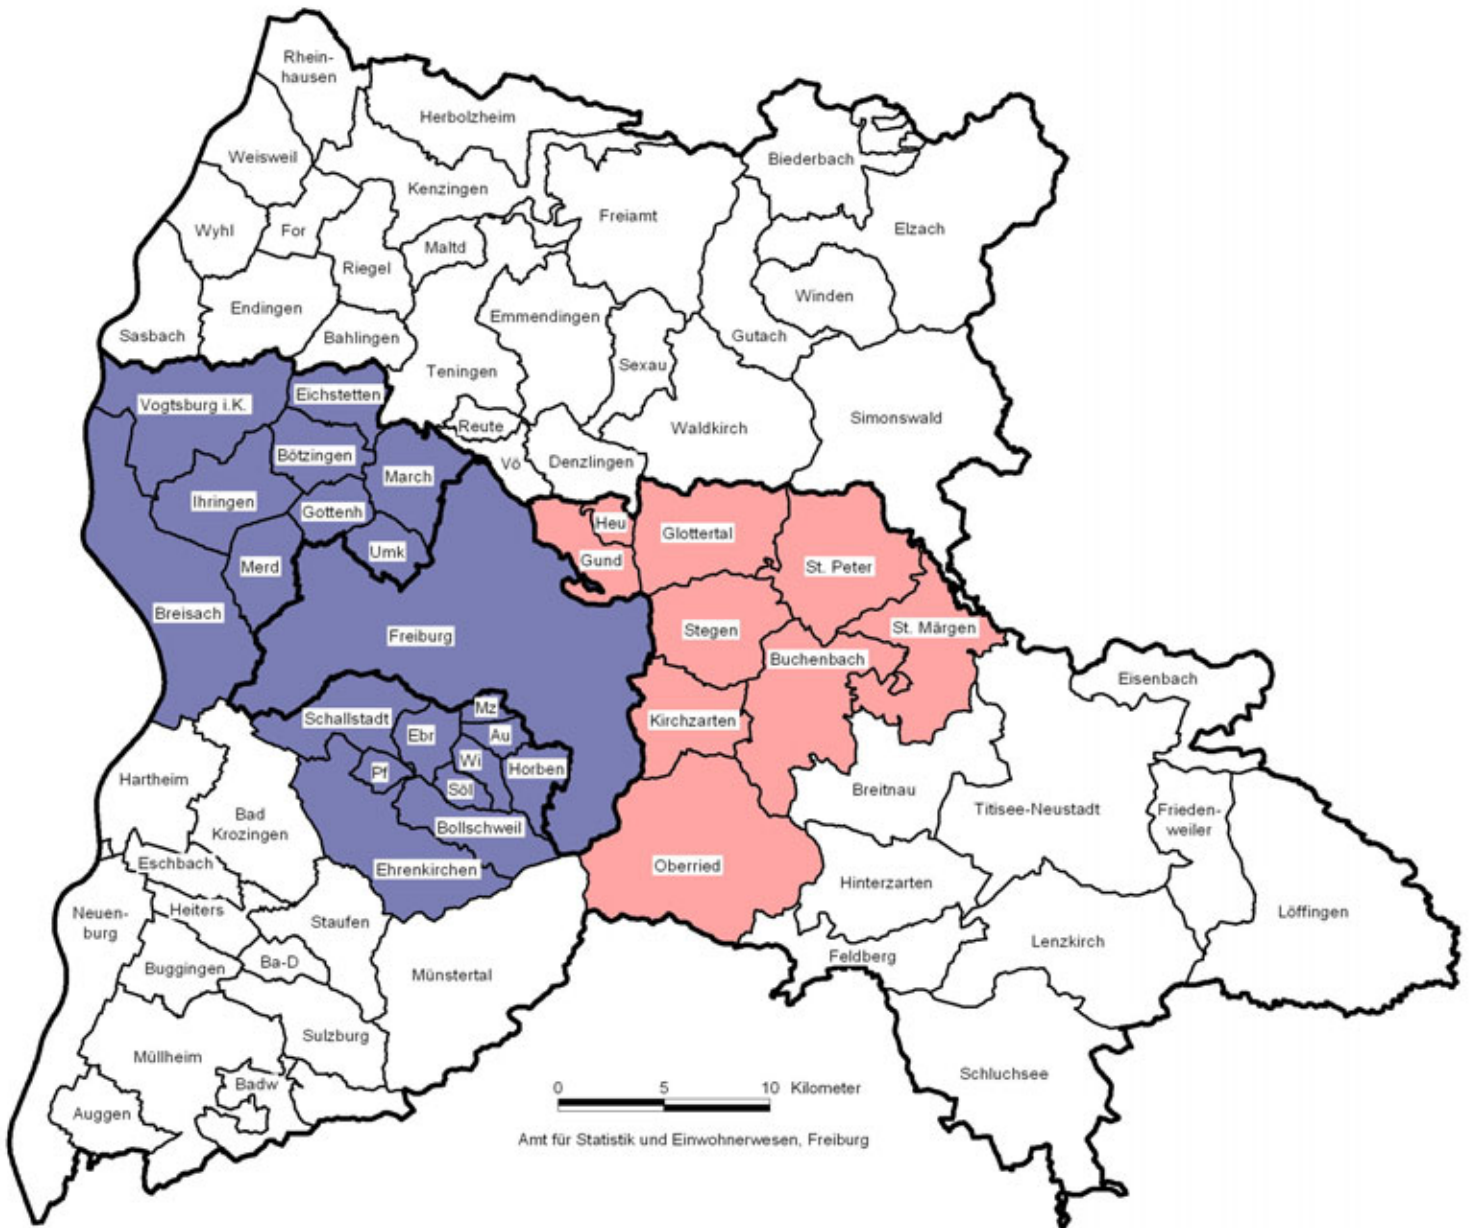 Rhein-
hausen
Herbolzheim
Weisweil
Biederbach
Kenzingen
Freiamt
Wyhl
For
Elzach
Maltd
Riegel
Winden
Endingen
Emmendingen
Sasbach
Bahlingen
Gutach
Sexau
Teningen
Eichstetten
Vogtsburg i.K.
Simonswald
Reute
Waldkirch
Bötzingen
Vö
Denzlingen
March
Ihringen
Gottenh
Heu
Glottertal
Umk
Gund
Merd
St. Peter
Breisach
Freiburg
Stegen
St. Märgen
Buchenbach
Eisenbach
Mz
Schallstadt
Kirchzarten
Ebr
Au
Wi
Horben
Pf
Hartheim
Söl
Breitnau
Titisee-Neustadt
Frieden-
weiler
Bad
Krozingen
Bollschweil
Eschbach
Ehrenkirchen
Oberried
Hinterzarten
Heiters
Neuen-
burg
Staufen
Löffingen
Lenzkirch
Feldberg
Ba-D
Buggingen
Münstertal
Sulzburg
Müllheim
Schluchsee
Badw
Auggen
0 5 10 Kilometer
Amt für Statistik und Einwohnerwesen, Freiburg